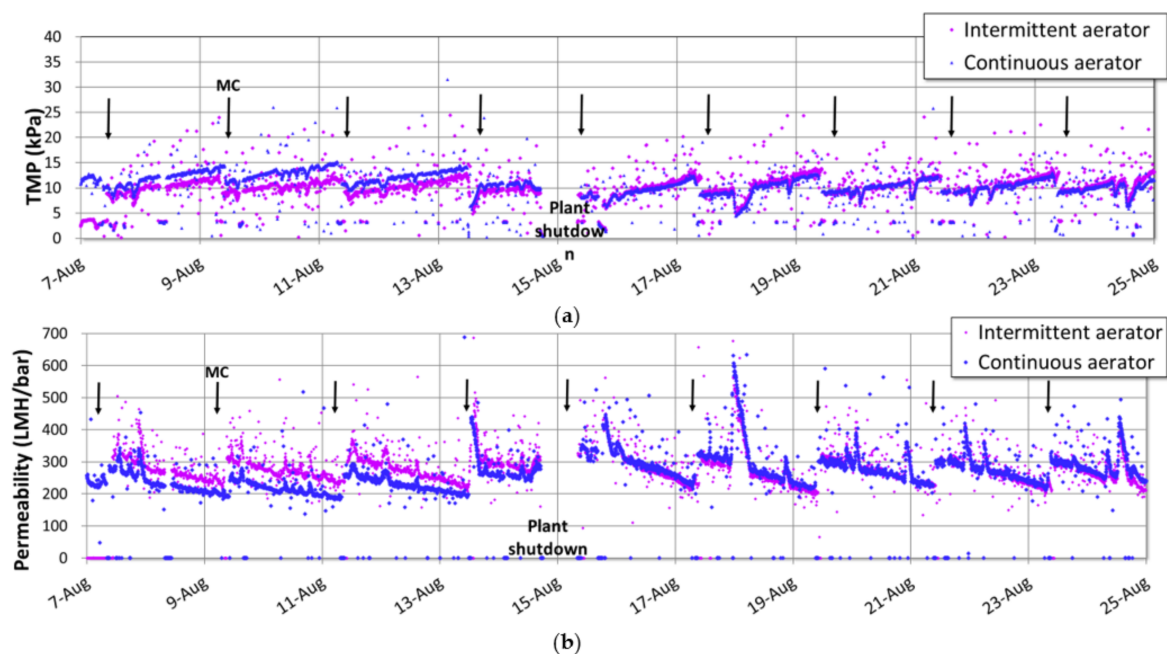 Intermittent aerator
Continuous aerator
TMP (kPa)
40
35
30
25
20
15
10
5
0
MC
Plant
shutdow
n
7-Aug
9-Aug
11-Aug
13-Aug
15-Aug
17-Aug
19-Aug
21-Aug
23-Aug
25-Aug
(a)
Intermittent aerator
Continuous aerator
Permeability (LMH/bar)
700
600
500
400
300
200
100
0
MC
Plant
shutdown
7-Aug
9-Aug
11-Aug
13-Aug
15-Aug
17-Aug
19-Aug
21-Aug
23-Aug
25-Aug
(b)